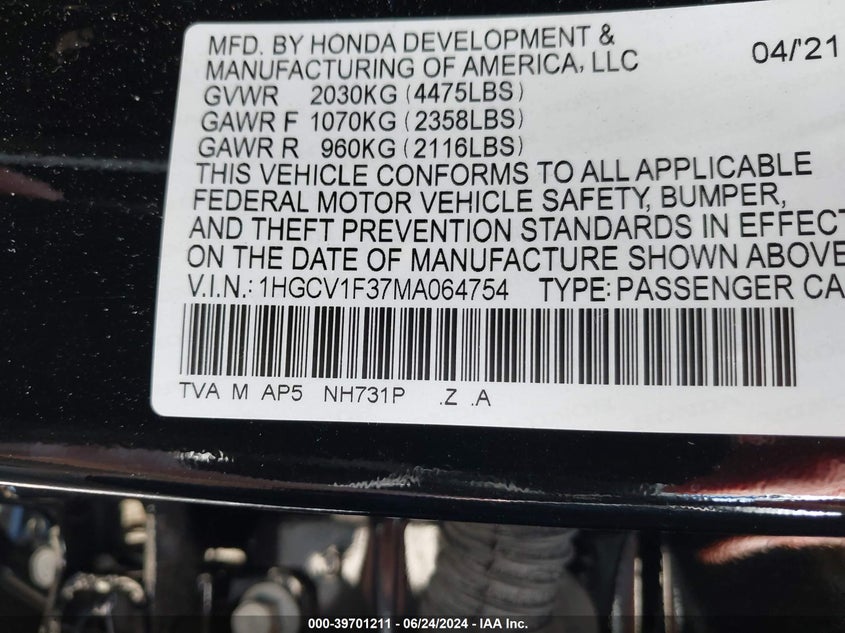 MFD. BY HONDA DEVELOPMENT &
MANUFACTURING OF AMERICA, LLC 04/'21
GVWR 2030KG (4475LBS)
GAWR F 1070KG (2358LBS)
GAWR R 960KG (2116LBS)
THIS VEHICLE CONFORMS TO ALL APPLICABLE
FEDERAL MOTOR VEHICLE SAFETY, BUMPER,
AND THEFT PREVENTION STANDARDS IN EFFECT
ON THE DATE OF MANUFACTURE SHOWN ABOVE
V.I.N.: 1HGCV1F37MA064754 TYPE: PASSENGER CA
TVA M AP5 NH731P .Z .A
000-39701211 - 06/24/2024 - IAA Inc.